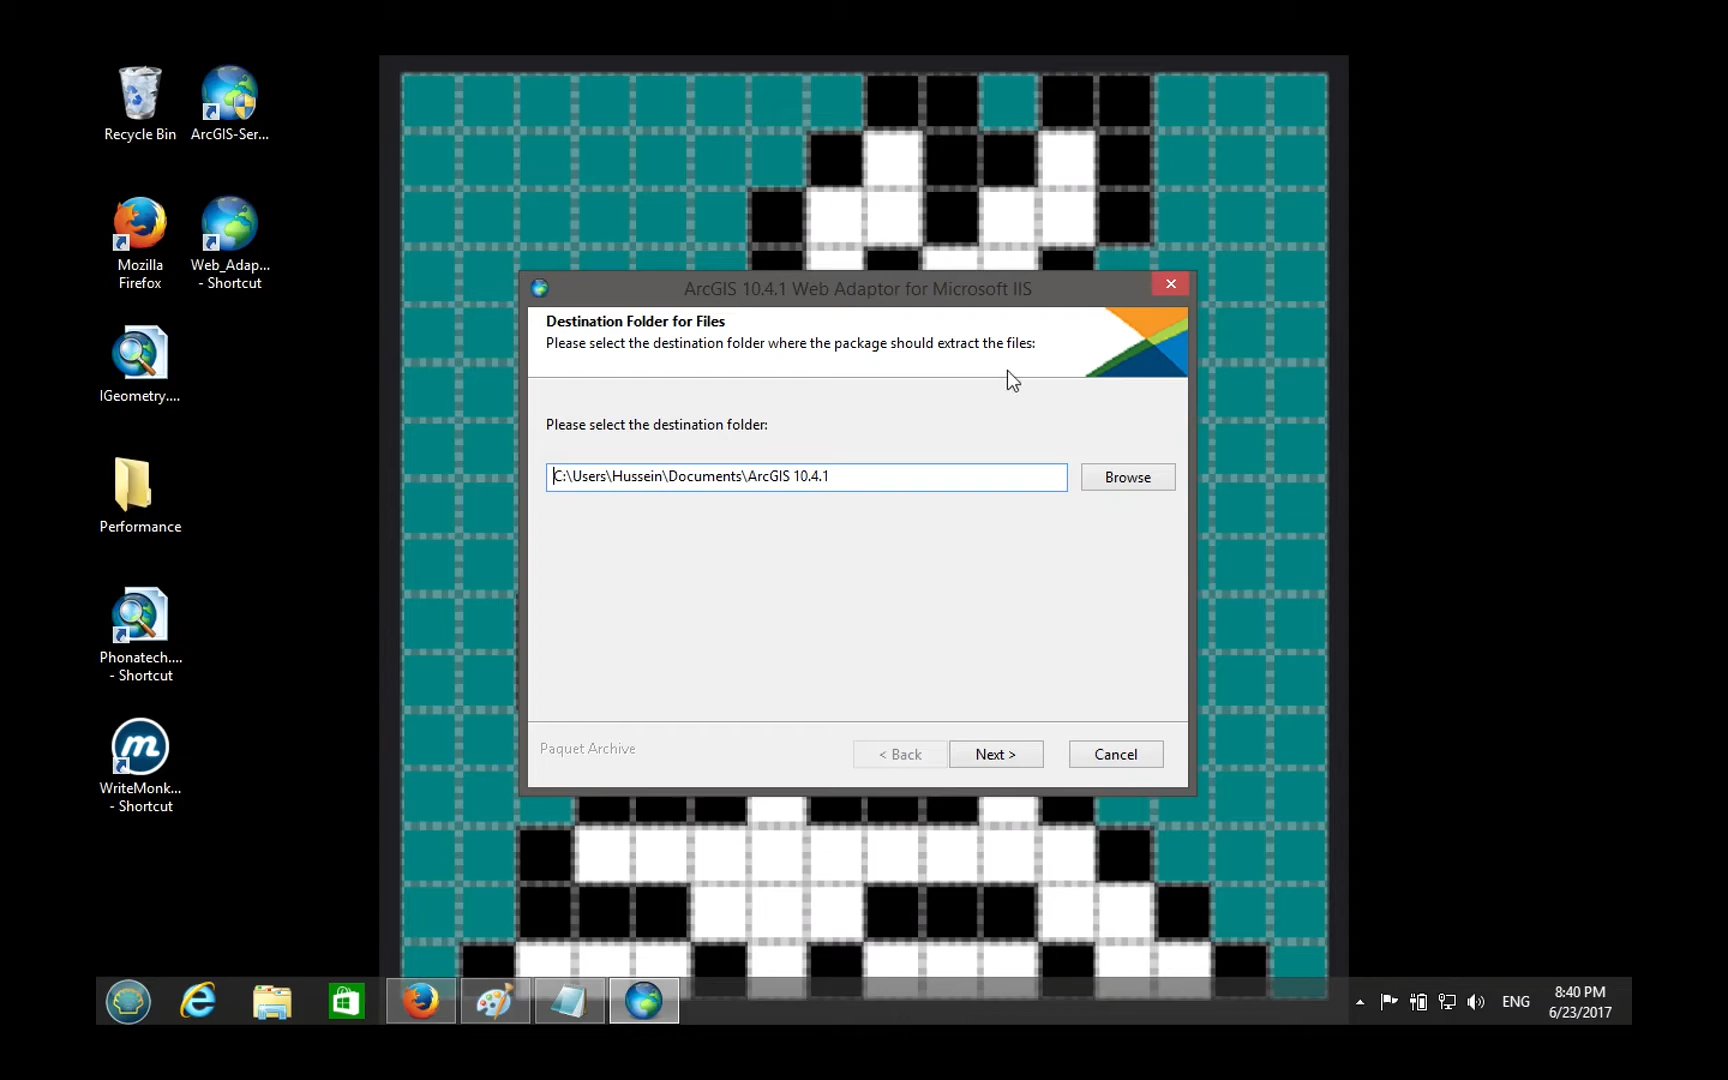 Recycle Bin
ArcGIS-Ser...
Mozilla
Firefox
Web_Adap...
- Shortcut
IGeometry....
Performance
Phonatech....
- Shortcut
WriteMonk...
- Shortcut
ArcGIS 10.4.1 Web Adaptor for Microsoft IIS
Destination Folder for Files
Please select the destination folder where the package should extract the files:
Please select the destination folder:
C:\Users\Hussein\Documents\ArcGIS 10.4.1
Browse
Paquet Archive
< Back
Next >
Cancel
ENG
8:40 PM
6/23/2017